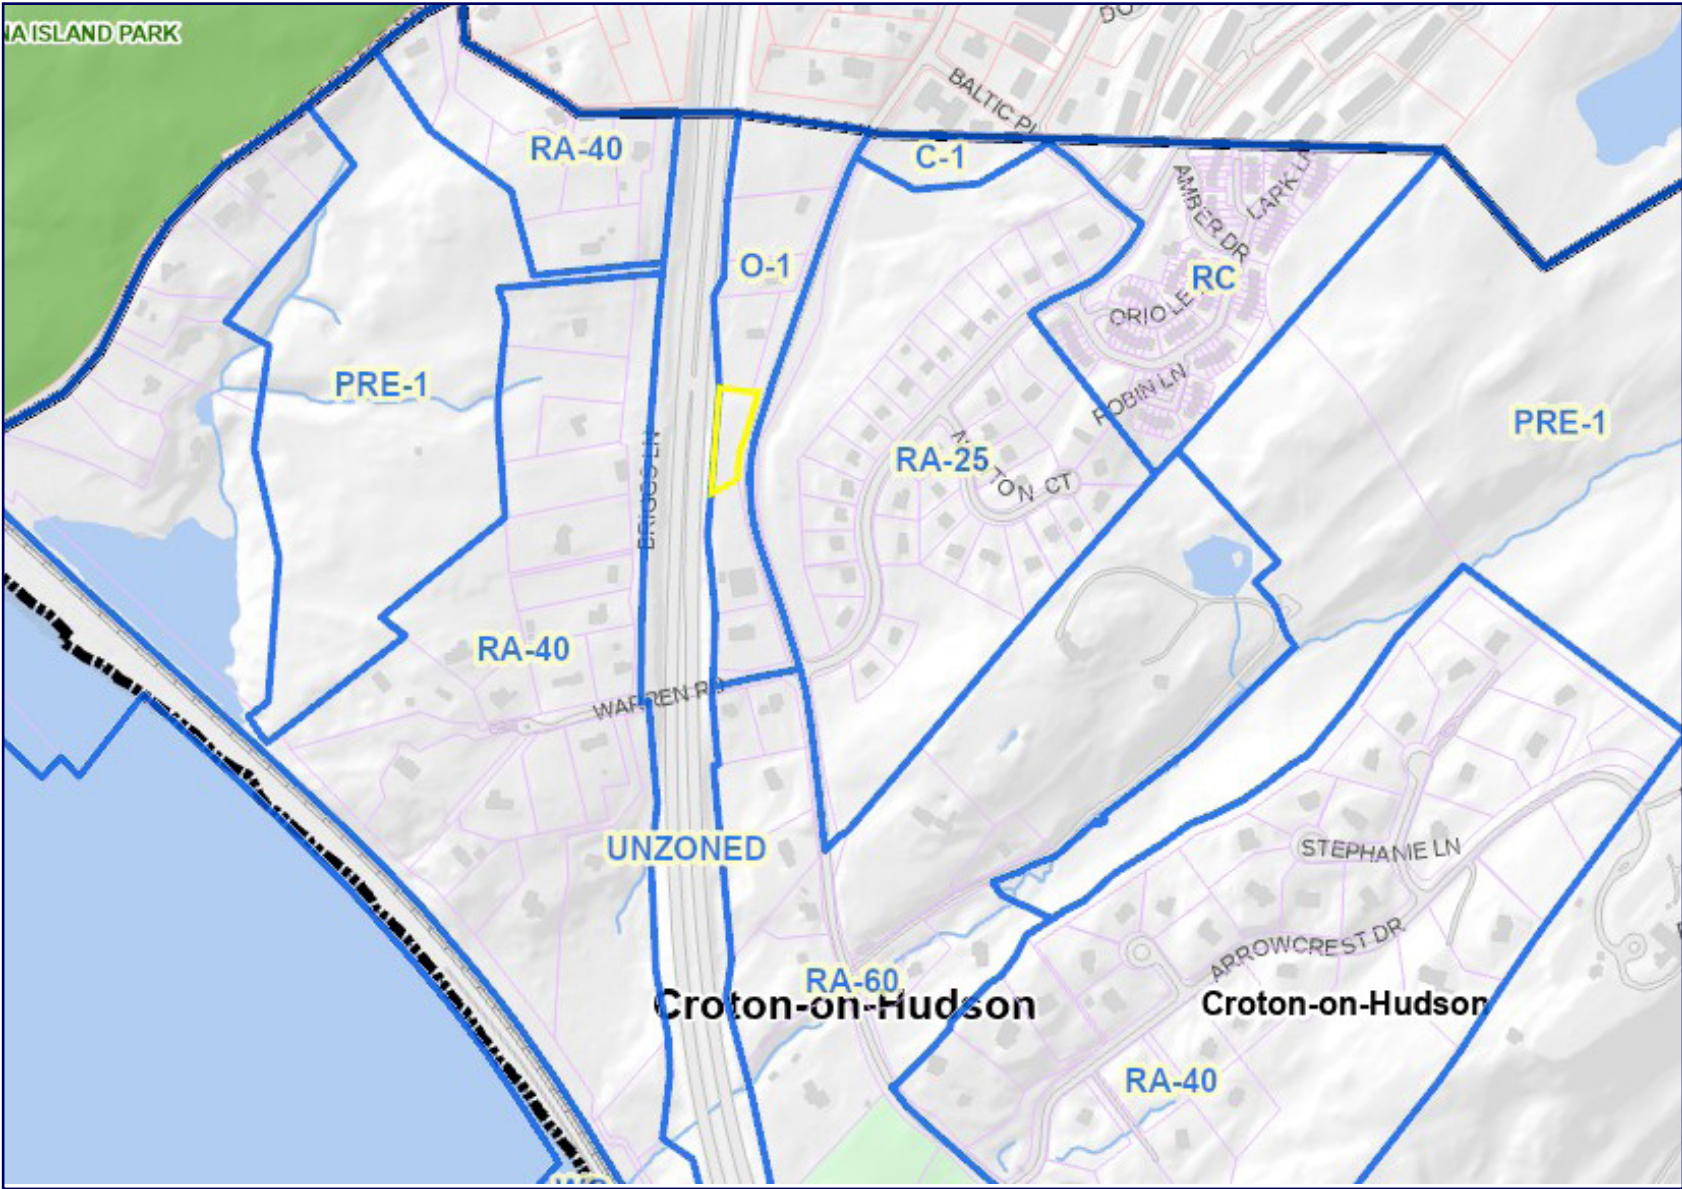 NA ISLAND PARK
DO
BALTIC PL
RA-40
C-1
AMBER DR
LARK LN
O-1
RC
ORIOLE
PRE-1
ROBIN LN
PRE-1
RA-25
CT
BRIGGS LN
RA-40
WARREN RD
UNZONED
STEPHANIE LN
ARROWCREST DR
RA-60
Croton-on-Hudson
Croton-on-Hudson
RA-40